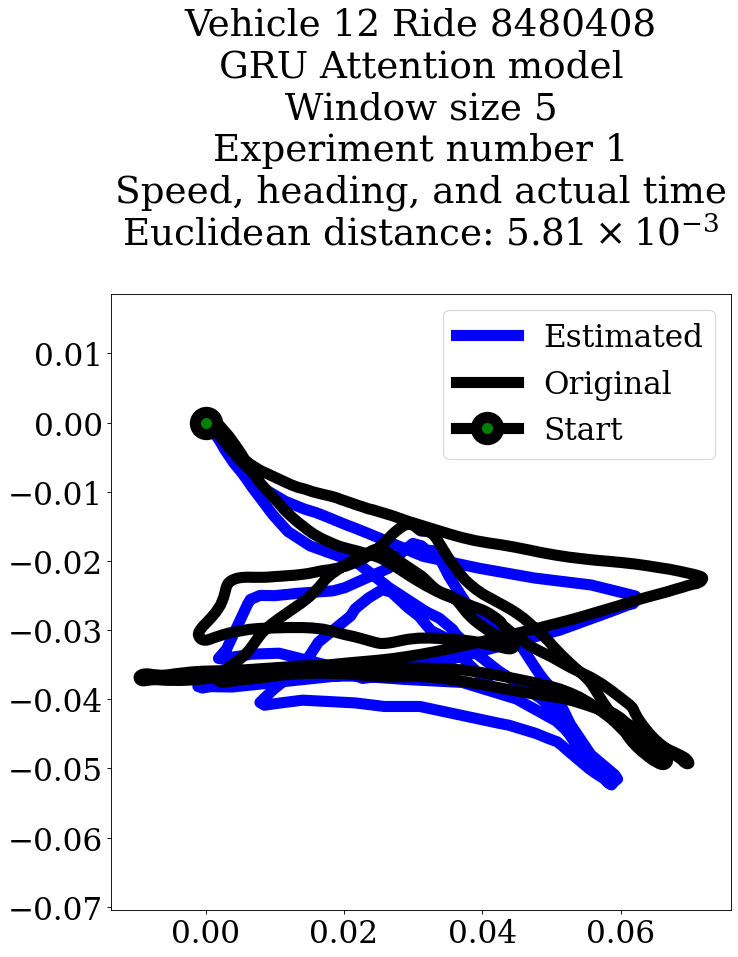 Vehicle 12 Ride 8480408
GRU Attention model
Window size 5
Experiment number 1
Speed, heading, and actual time
Euclidean distance: 5.81 × 10⁻³
Estimated
Original
Start
0.01
0.00
−0.01
−0.02
−0.03
−0.04
−0.05
−0.06
−0.07
0.00 0.02 0.04 0.06